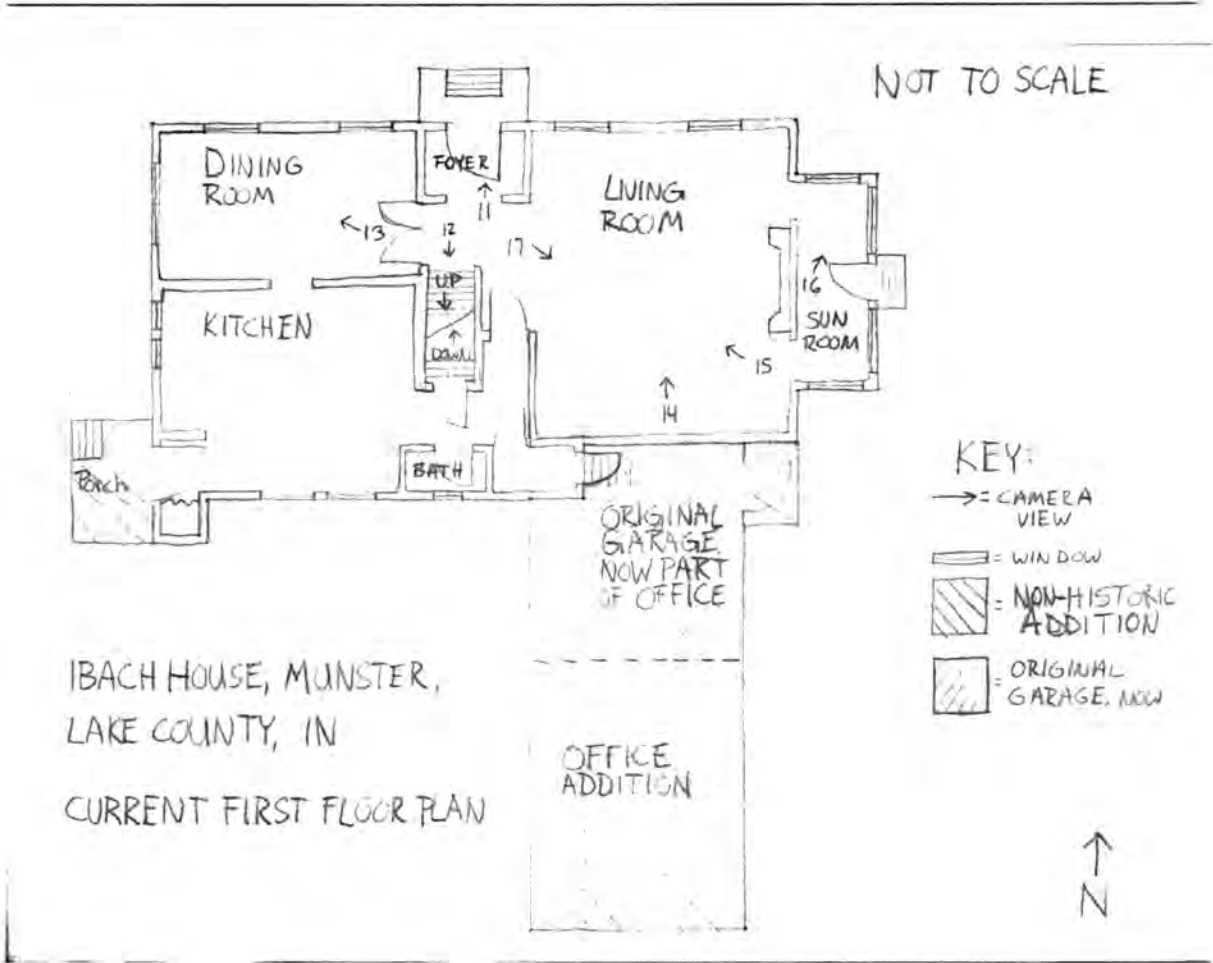 NOT TO SCALE
DINING
ROOM
FOYER
↑
11
LIVING
ROOM
↖13
12
↓
17↘
UP
↓
↑
DOWN
↗
16
SUN
ROOM
KITCHEN
↖ 15
↑
14
Porch
BATH
ORIGINAL
GARAGE
NOW PART
OF OFFICE
KEY:
→ = CAMERA
VIEW
= WINDOW
= NON-HISTORIC
ADDITION
= ORIGINAL
GARAGE, NOW
IBACH HOUSE, MUNSTER,
LAKE COUNTY, IN
CURRENT FIRST FLOOR PLAN
OFFICE
ADDITION
↑
N